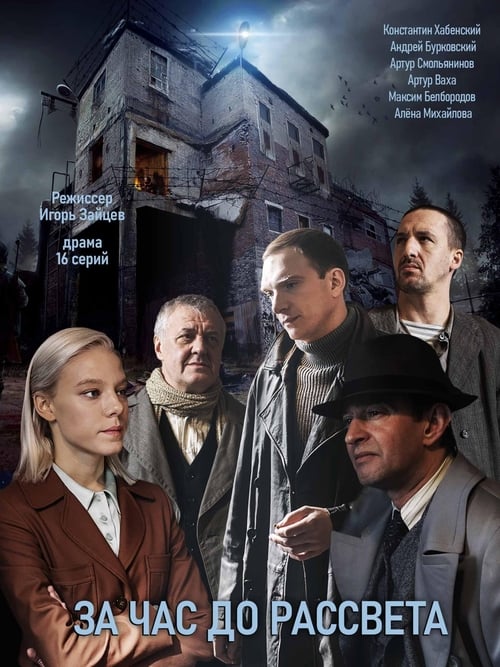 Константин Хабенский
Андрей Бурковский
Артур Смольянинов
Артур Ваха
Максим Белбородов
Алёна Михайлова
Режиссер
Игорь Зайцев
драма
16 серий
ЗА ЧАС ДО РАССВЕТА